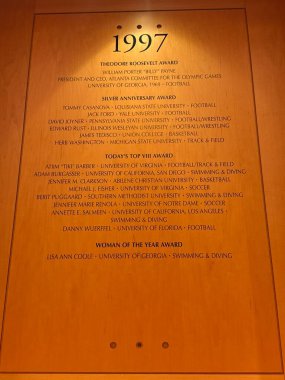 1997
THEODORE ROOSEVELT AWARD
WILLIAM PORTER "BILLY" PAYNE
PRESIDENT AND CEO, ATLANTA COMMITTEE FOR THE OLYMPIC GAMES
UNIVERSITY OF GEORGIA, 1969 - FOOTBALL
SILVER ANNIVERSARY AWARD
TOMMY CASANOVA - LOUISIANA STATE UNIVERSITY - FOOTBALL
JACK FORD - YALE UNIVERSITY - FOOTBALL
DAVID JOYNER - PENNSYLVANIA STATE UNIVERSITY - FOOTBALL/WRESTLING
EDWARD RUST - ILLINOIS WESLEYAN UNIVERSITY - FOOTBALL/WRESTLING
JAMES TEDISCO - UNION COLLEGE - BASKETBALL
HERB WASHINGTON - MICHIGAN STATE UNIVERSITY - TRACK & FIELD
TODAY'S TOP VIII AWARD
ATIIM "TIKI" BARBER - UNIVERSITY OF VIRGINIA - FOOTBALL/TRACK & FIELD
ADAM BURGASSER - UNIVERSITY OF CALIFORNIA, SAN DIEGO - SWIMMING & DIVING
JENNIFER M. CLARKSON - ABILENE CHRISTIAN UNIVERSITY - BASKETBALL
MICHAEL J. FISHER - UNIVERSITY OF VIRGINIA - SOCCER
BERIT PUGGAARD - SOUTHERN METHODIST UNIVERSITY - SWIMMING & DIVING
JENNIFER MARIE RENOLA - UNIVERSITY OF NOTRE DAME - SOCCER
ANNETTE E. SALMEEN - UNIVERSITY OF CALIFORNIA, LOS ANGELES -
SWIMMING & DIVING
DANNY WUERFFEL - UNIVERSITY OF FLORIDA - FOOTBALL
WOMAN OF THE YEAR AWARD
LISA ANN COOLE - UNIVERSITY OF GEORGIA - SWIMMING & DIVING